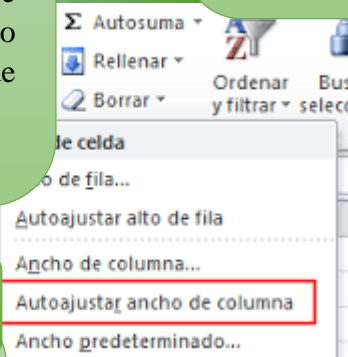 Σ Autosuma
Rellenar
Borrar
Ordenar
y filtrar
de celda
de fila...
Autoajustar alto de fila
Ancho de columna...
Autoajustar ancho de columna
Ancho predeterminado...